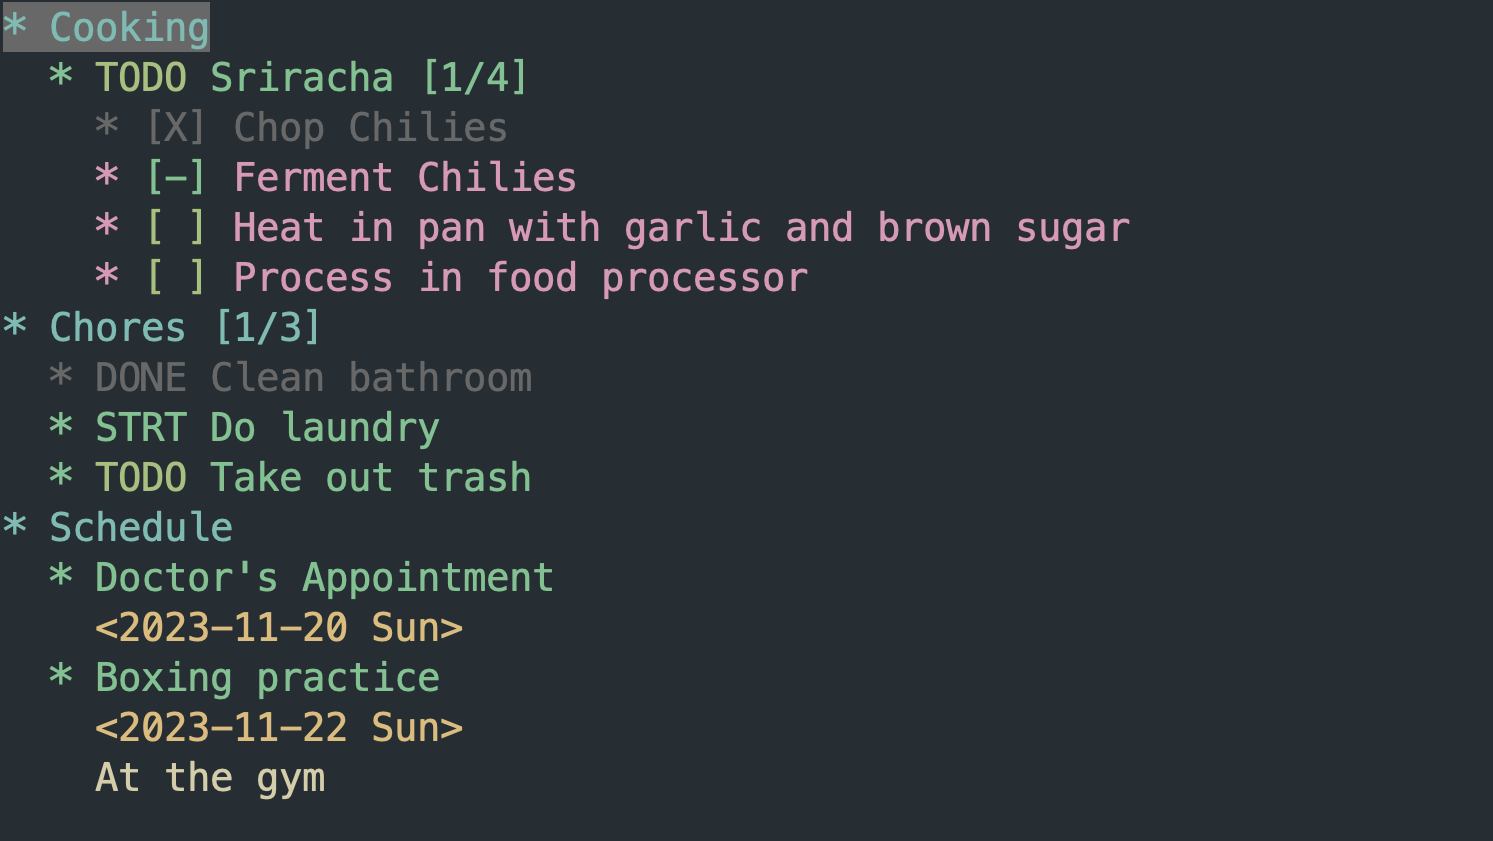 * Cooking
  * TODO Sriracha [1/4]
    * [X] Chop Chilies
    * [-] Ferment Chilies
    * [ ] Heat in pan with garlic and brown sugar
    * [ ] Process in food processor
* Chores [1/3]
  * DONE Clean bathroom
  * STRT Do laundry
  * TODO Take out trash
* Schedule
  * Doctor's Appointment
    <2023-11-20 Sun>
  * Boxing practice
    <2023-11-22 Sun>
    At the gym